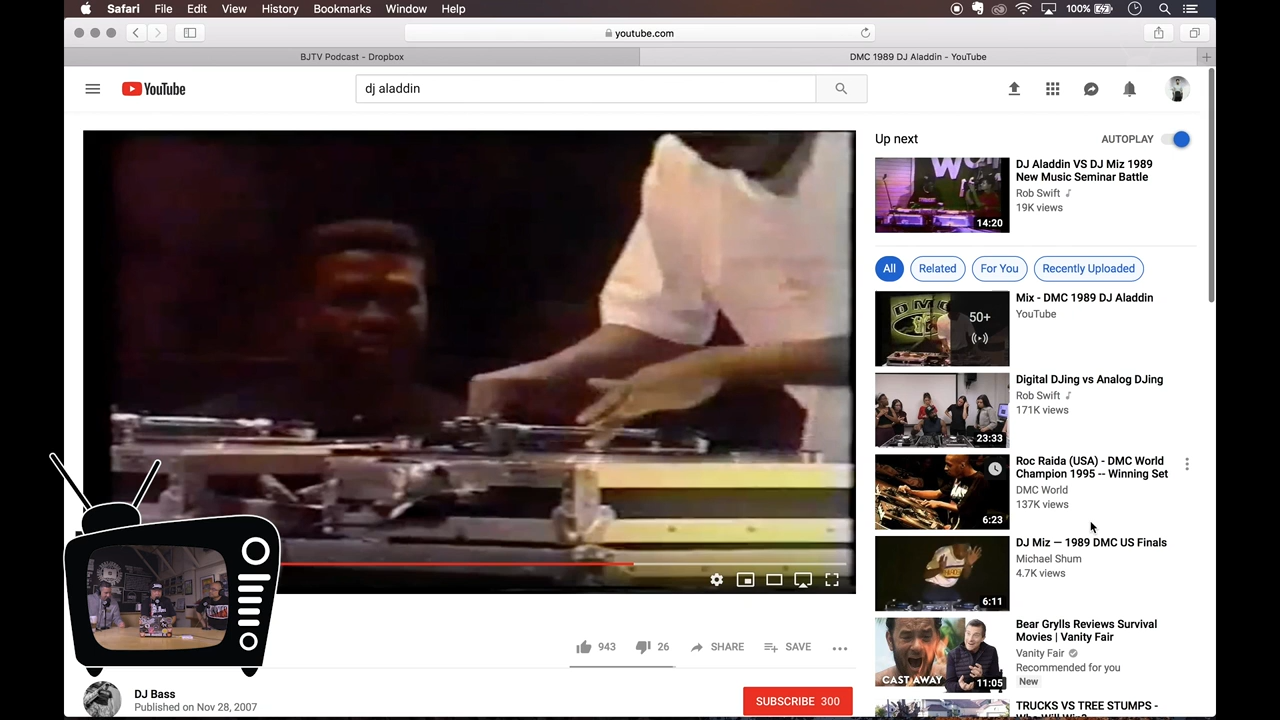 Safari File Edit View History Bookmarks Window Help 100%
youtube.com
BJTV Podcast - Dropbox DMC 1989 DJ Aladdin - YouTube
YouTube dj aladdin
Up next AUTOPLAY
DJ Aladdin VS DJ Miz 1989
New Music Seminar Battle
Rob Swift
19K views
14:20
All Related For You Recently Uploaded
DMC
50+
Mix - DMC 1989 DJ Aladdin
YouTube
Digital DJing vs Analog DJing
Rob Swift
171K views
23:33
Roc Raida (USA) - DMC World
Champion 1995 -- Winning Set
DMC World
137K views
6:23
DJ Miz — 1989 DMC US Finals
Michael Shum
4.7K views
6:11
Bear Grylls Reviews Survival
Movies | Vanity Fair
Vanity Fair
Recommended for you
New
CAST AWAY
11:05
TRUCKS VS TREE STUMPS -
943 26 SHARE SAVE
DJ Bass
Published on Nov 28, 2007
SUBSCRIBE 300